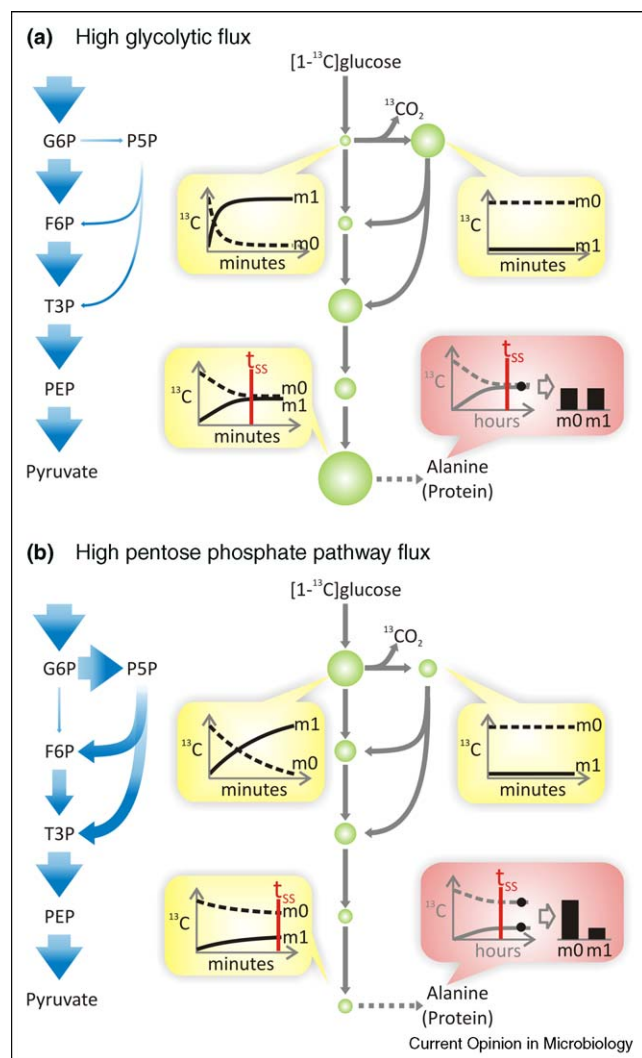 (a) High glycolytic flux
[1-¹³C]glucose
¹³CO₂
G6P
P5P
F6P
T3P
PEP
Pyruvate
¹³C
m1
m0
minutes
¹³C
m0
m1
minutes
¹³C
tss
m0
m1
minutes
¹³C
tss
hours
m0 m1
Alanine
(Protein)
(b) High pentose phosphate pathway flux
[1-¹³C]glucose
¹³CO₂
G6P
P5P
F6P
T3P
PEP
Pyruvate
¹³C
m1
m0
minutes
¹³C
m0
m1
minutes
¹³C
tss
m0
m1
minutes
¹³C
tss
hours
m0 m1
Alanine
(Protein)
Current Opinion in Microbiology